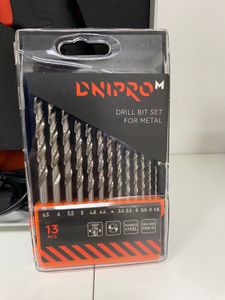 DNIPROM
DRILL BIT SET
FOR METAL
6.5 6 5.5 5 4.8 4.5 4 3.5 3.2 3 2.5 2 1.5
13
PCS